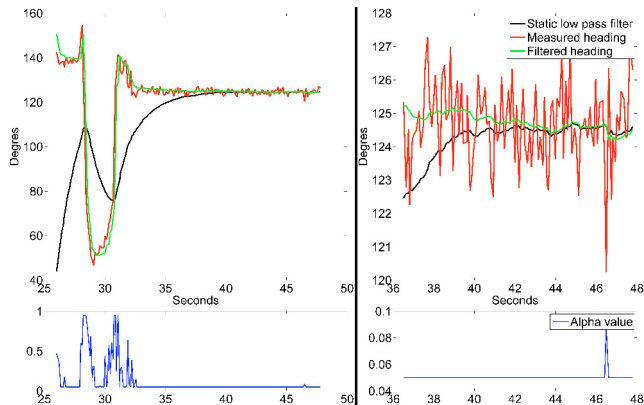 160
140
120
100
80
60
40
Degrees
25 30 35 40 45 50
Seconds
1
0.5
0
25 30 35 40 45 50
128
127
126
125
124
123
122
121
120
Degres
Static low pass filter
Measured heading
Filtered heading
36 38 40 42 44 46 48
Seconds
0.1
0.08
0.06
0.04
Alpha value
36 38 40 42 44 46 48